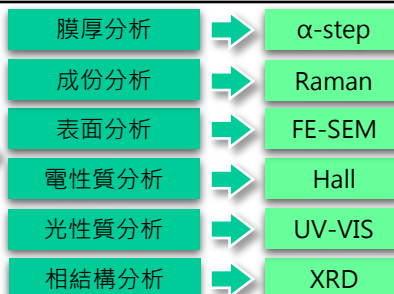 膜厚分析 α-step
成份分析 Raman
表面分析 FE-SEM
電性質分析 Hall
光性質分析 UV-VIS
相結構分析 XRD